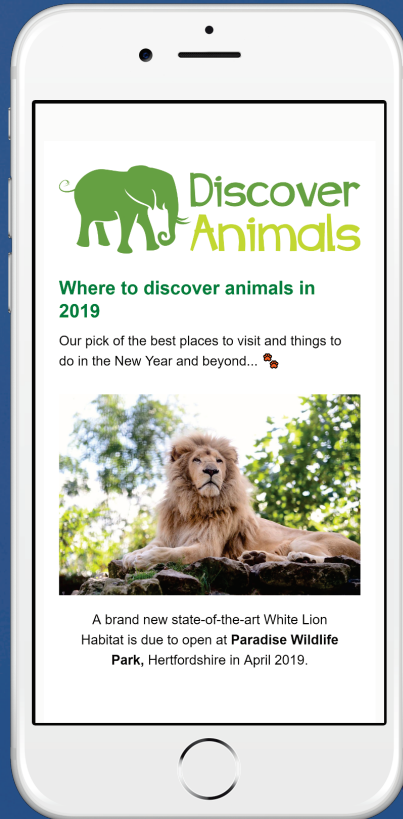 Discover
Animals
Where to discover animals in
2019
Our pick of the best places to visit and things to
do in the New Year and beyond... 🐾
A brand new state-of-the-art White Lion
Habitat is due to open at Paradise Wildlife
Park, Hertfordshire in April 2019.